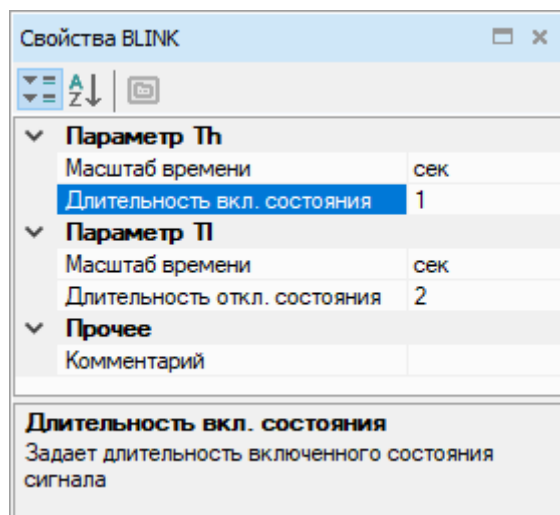 Свойства BLINK
Параметр Th
Масштаб времени сек
Длительность вкл. состояния 1
Параметр Tl
Масштаб времени сек
Длительность откл. состояния 2
Прочее
Комментарий
Длительность вкл. состояния
Задает длительность включенного состояния
сигнала